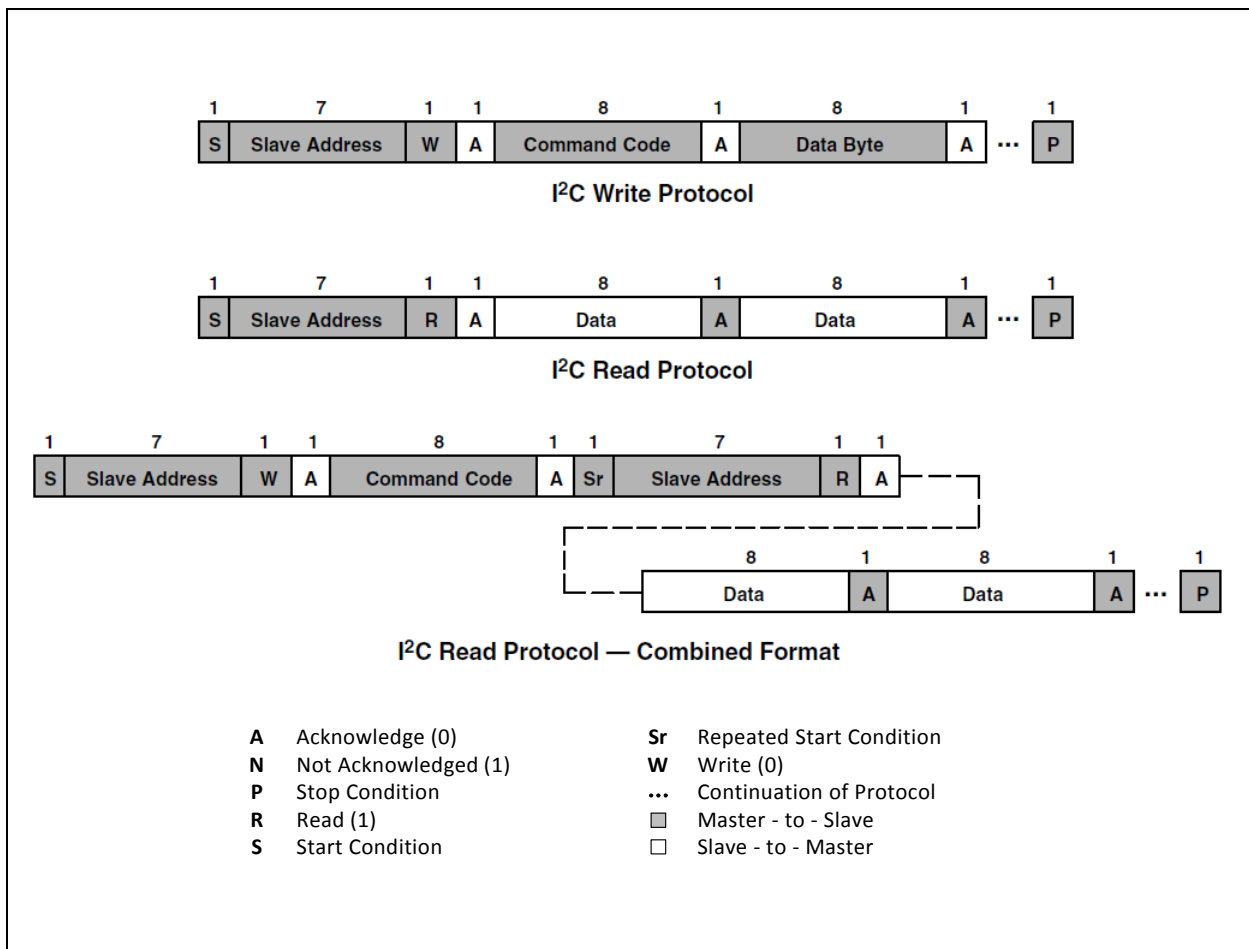 1 7 1 1 8 1 8 1 1
S Slave Address W A Command Code A Data Byte A ... P
I²C Write Protocol
1 7 1 1 8 1 8 1 1
S Slave Address R A Data A Data A ... P
I²C Read Protocol
1 7 1 1 8 1 1 7 1 1
S Slave Address W A Command Code A Sr Slave Address R A
8 1 8 1 1
Data A Data A ... P
I²C Read Protocol — Combined Format
A Acknowledge (0) Sr Repeated Start Condition
N Not Acknowledged (1) W Write (0)
P Stop Condition ... Continuation of Protocol
R Read (1) Master - to - Slave
S Start Condition Slave - to - Master